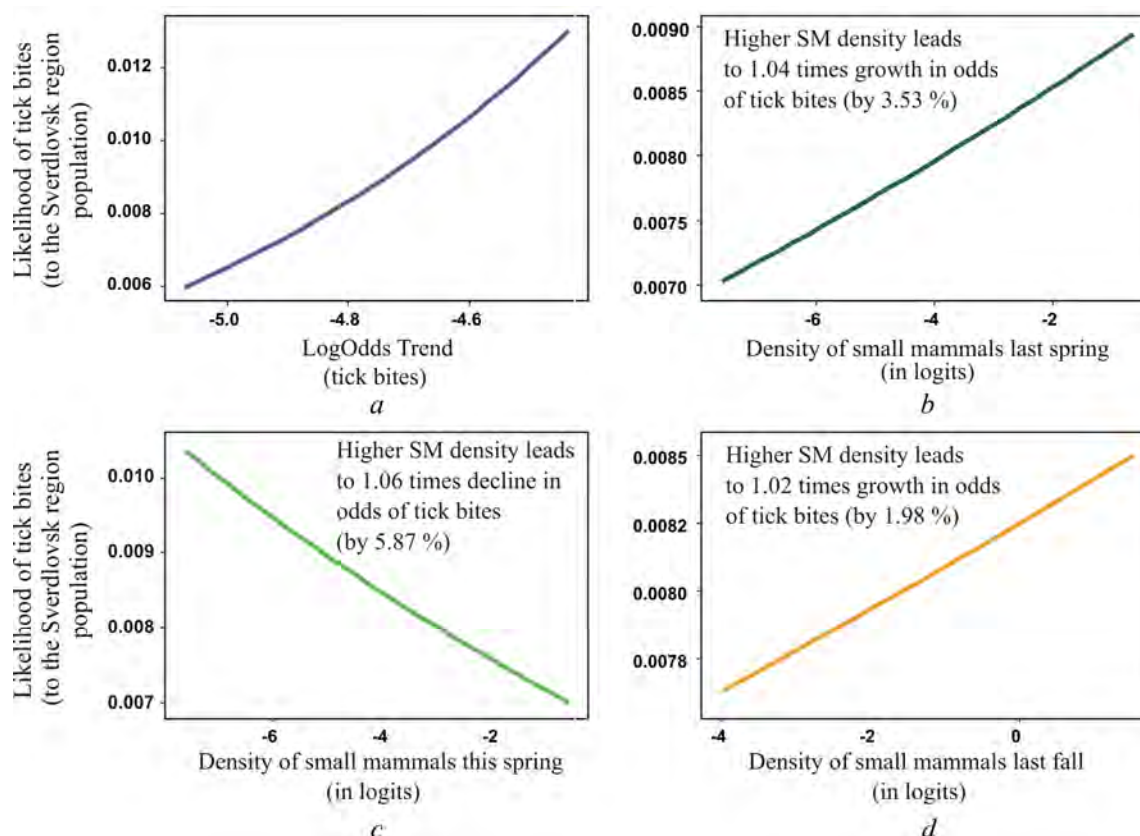 Likelihood of tick bites
(to the Sverdlovsk region
population)
0.012
0.010
0.008
0.006
-5.0
-4.8
-4.6
LogOdds Trend
(tick bites)
a
Higher SM density leads
to 1.04 times growth in odds
of tick bites (by 3.53 %)
0.0090
0.0085
0.0080
0.0075
0.0070
-6
-4
-2
Density of small mammals last spring
(in logits)
b
Likelihood of tick bites
(to the Sverdlovsk region
population)
Higher SM density leads
to 1.06 times decline in
odds of tick bites
(by 5.87 %)
0.010
0.009
0.008
0.007
-6
-4
-2
Density of small mammals this spring
(in logits)
c
Higher SM density leads
to 1.02 times growth in odds
of tick bites (by 1.98 %)
0.0085
0.0082
0.0080
0.0078
-4
-2
0
Density of small mammals last fall
(in logits)
d